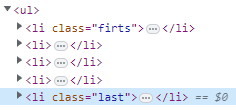 ▼<ul>
▶<li class="firts">⋯</li>
▶<li>⋯</li>
▶<li>⋯</li>
▶<li>⋯</li>
▶<li class="last">⋯</li> == $0